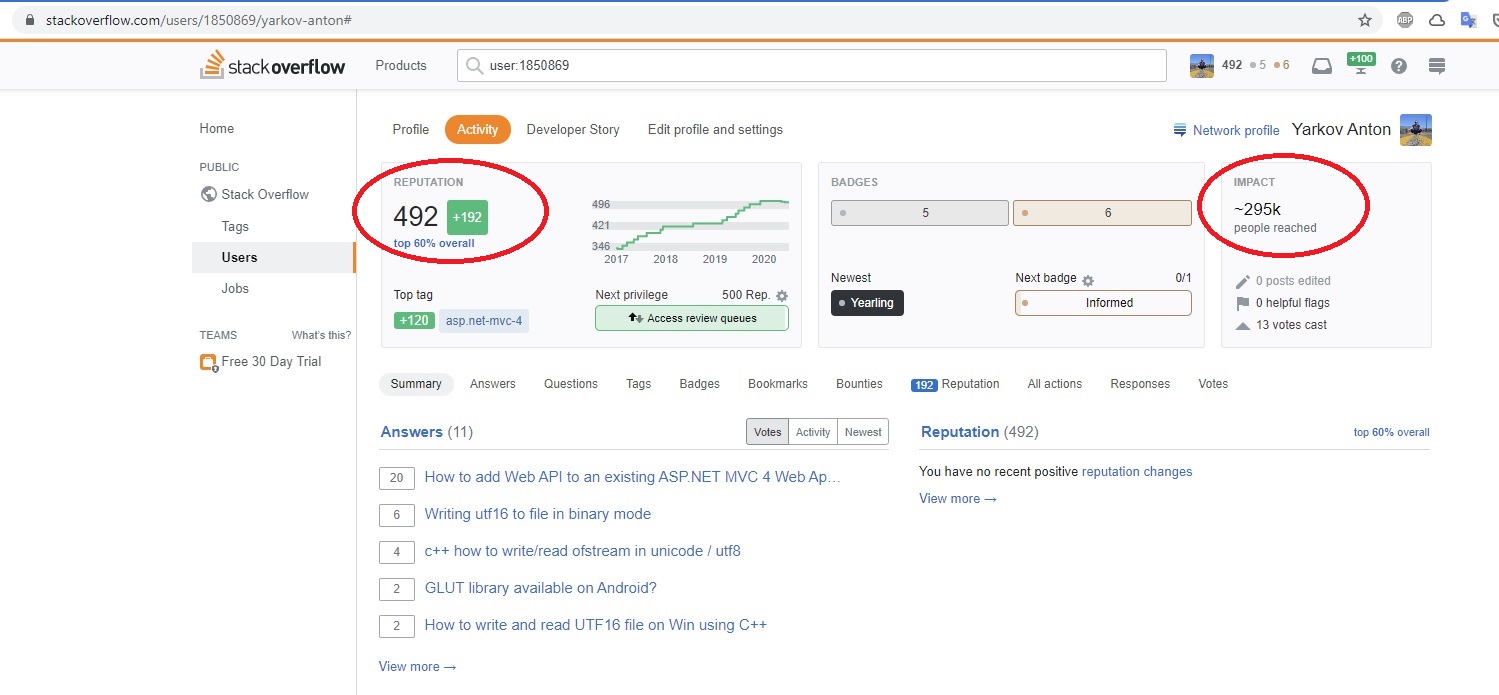 stackoverflow.com/users/1850869/yarkov-anton#
ABP
stackoverflow
Products
user:1850869
492 5 6
+100
Home
PUBLIC
Stack Overflow
Tags
Users
Jobs
TEAMS What's this?
Free 30 Day Trial
Profile Activity Developer Story Edit profile and settings
Network profile Yarkov Anton
REPUTATION
492 +192
top 60% overall
496
421
346
2017 2018 2019 2020
Top tag
+120 asp.net-mvc-4
Next privilege 500 Rep.
Access review queues
BADGES
5 6
Newest
Yearling
Next badge 0/1
Informed
IMPACT
~295k
people reached
0 posts edited
0 helpful flags
13 votes cast
Summary Answers Questions Tags Badges Bookmarks Bounties 192 Reputation All actions Responses Votes
Answers (11)
Votes Activity Newest
20 How to add Web API to an existing ASP.NET MVC 4 Web Ap…
6 Writing utf16 to file in binary mode
4 c++ how to write/read ofstream in unicode / utf8
2 GLUT library available on Android?
2 How to write and read UTF16 file on Win using C++
View more →
Reputation (492) top 60% overall
You have no recent positive reputation changes
View more →